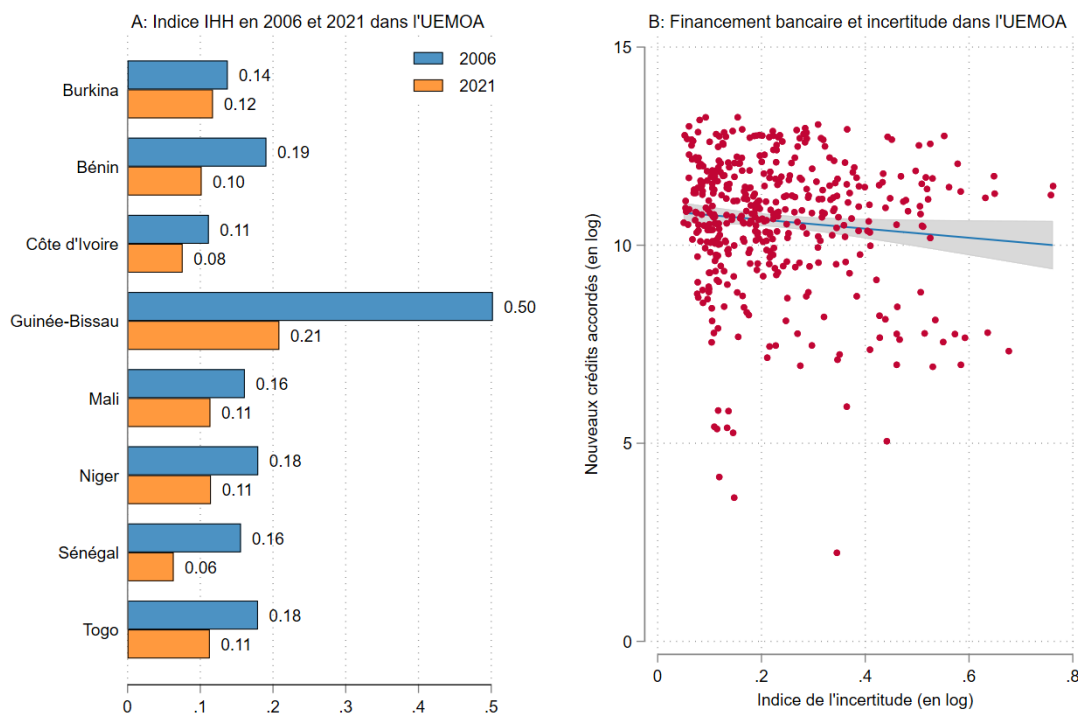 A: Indice IHH en 2006 et 2021 dans l'UEMOA
2006
2021
Burkina
0.14
0.12
Bénin
0.19
0.10
Côte d'Ivoire
0.11
0.08
Guinée-Bissau
0.50
0.21
Mali
0.16
0.11
Niger
0.18
0.11
Sénégal
0.16
0.06
Togo
0.18
0.11
0 .1 .2 .3 .4 .5
B: Financement bancaire et incertitude dans l'UEMOA
Nouveaux crédits accordés (en log)
15
10
5
0
0 .2 .4 .6 .8
Indice de l'incertitude (en log)